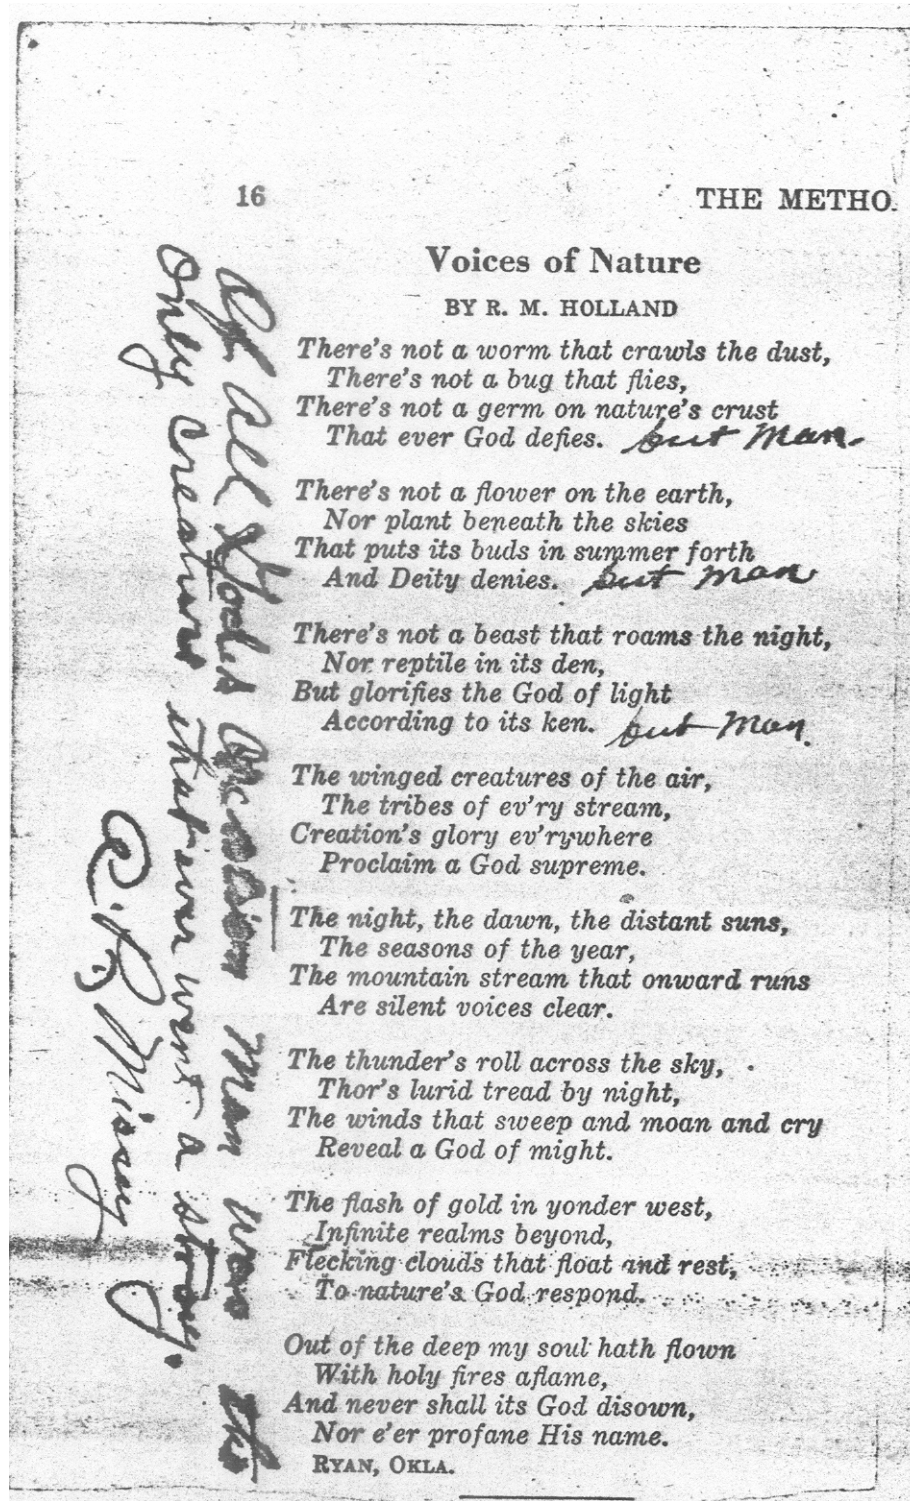 16
THE METHO
Voices of Nature
BY R. M. HOLLAND
There's not a worm that crawls the dust,
There's not a bug that flies,
There's not a germ on nature's crust
That ever God defies. but man.
There's not a flower on the earth,
Nor plant beneath the skies
That puts its buds in summer forth
And Deity denies. but man
There's not a beast that roams the night,
Nor reptile in its den,
But glorifies the God of light
According to its ken. but man.
The winged creatures of the air,
The tribes of ev'ry stream,
Creation's glory ev'rywhere
Proclaim a God supreme.
The night, the dawn, the distant suns,
The seasons of the year,
The mountain stream that onward runs
Are silent voices clear.
The thunder's roll across the sky,
Thor's lurid tread by night,
The winds that sweep and moan and cry
Reveal a God of might.
The flash of gold in yonder west,
Infinite realms beyond,
Flecking clouds that float and rest,
To nature's God respond.
Out of the deep my soul hath flown
With holy fires aflame,
And never shall its God disown,
Nor e'er profane His name.
RYAN, OKLA.
of all God's Creation man was the
only creature that ever went a stray.